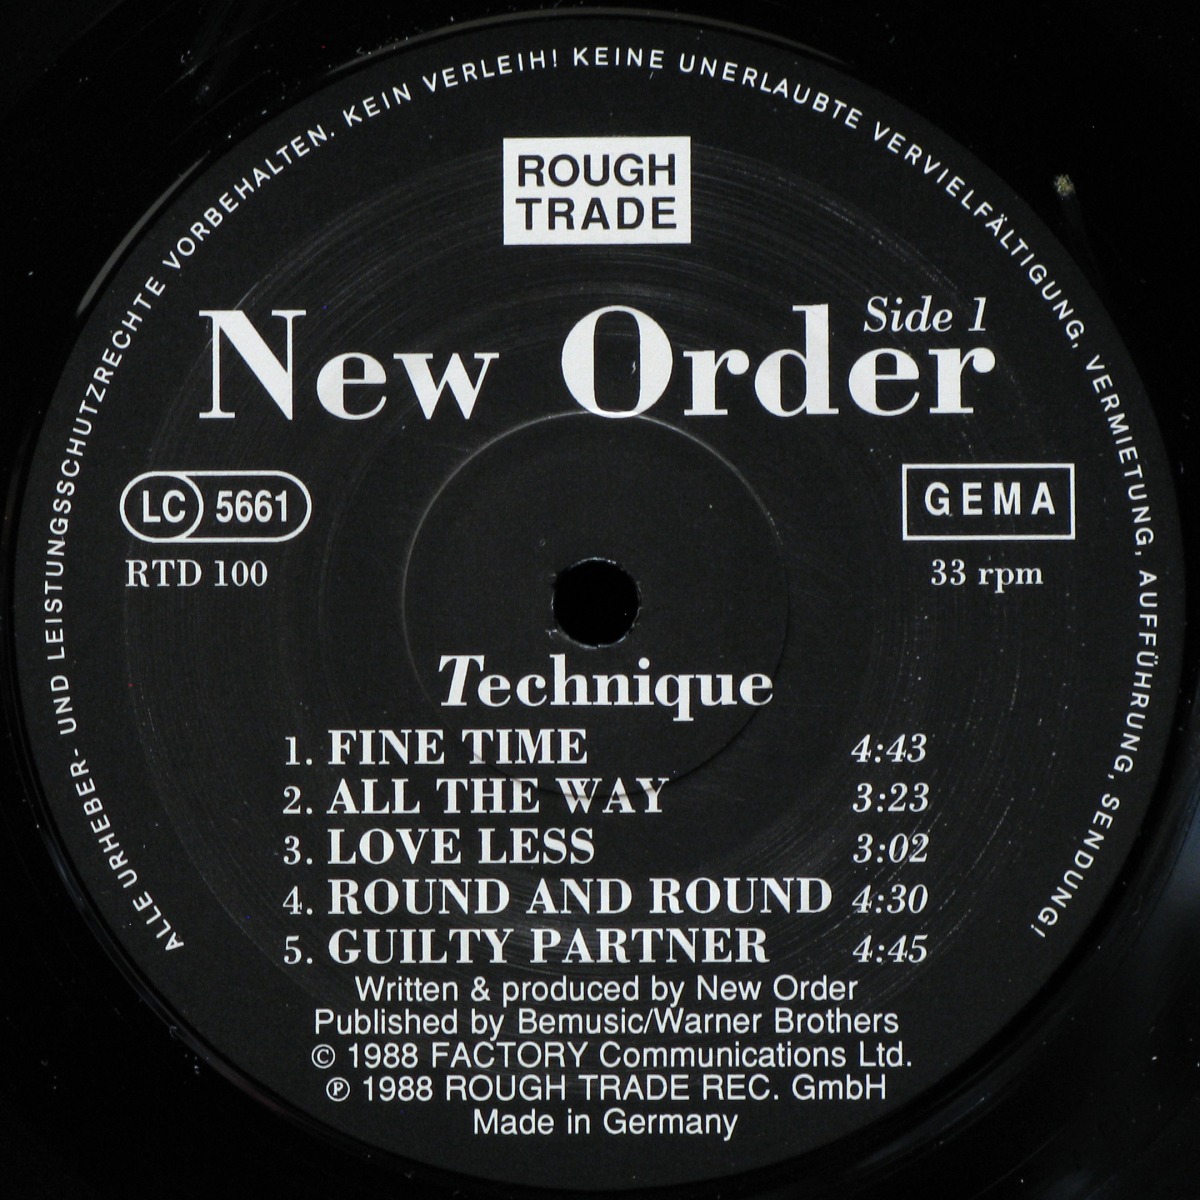 ALLE URHEBER- UND LEISTUNGSSCHUTZRECHTE VORBEHALTEN. KEIN VERLEIH! KEINE UNERLAUBTE VERVIELFÄLTIGUNG, VERMIETUNG, AUFFÜHRUNG, SENDUNG!
ROUGH
TRADE
Side 1
New Order
LC 5661
GEMA
RTD 100
33 rpm
Technique
1. FINE TIME 4:43
2. ALL THE WAY 3:23
3. LOVE LESS 3:02
4. ROUND AND ROUND 4:30
5. GUILTY PARTNER 4:45
Written & produced by New Order
Published by Bemusic/Warner Brothers
© 1988 FACTORY Communications Ltd.
℗ 1988 ROUGH TRADE REC. GmbH
Made in Germany